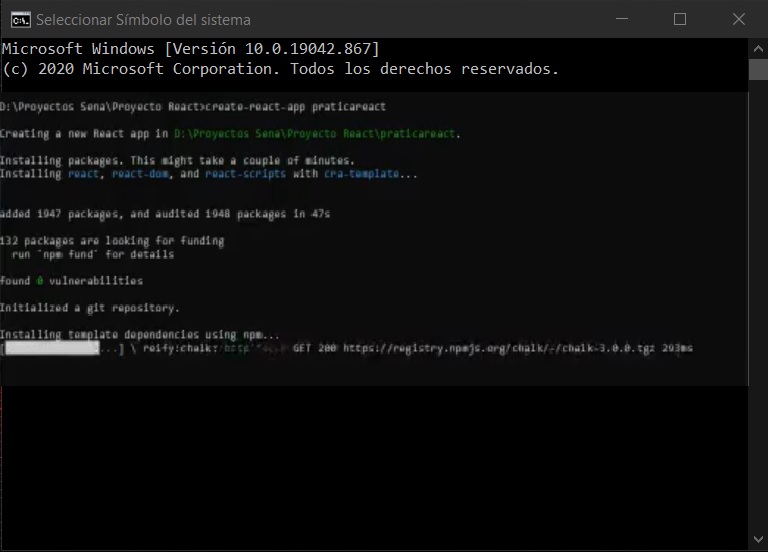 Seleccionar Símbolo del sistema
Microsoft Windows [Versión 10.0.19042.867]
(c) 2020 Microsoft Corporation. Todos los derechos reservados.
D:\Proyectos Sena\Proyecto React>create-react-app praticareact
Creating a new React app in D:\Proyectos Sena\Proyecto React\praticareact.
Installing packages. This might take a couple of minutes.
Installing react, react-dom, and react-scripts with cra-template...
added 1947 packages, and audited 1948 packages in 47s
132 packages are looking for funding
run `npm fund` for details
found 0 vulnerabilities
Initialized a git repository.
Installing template dependencies using npm...
[...] \ reify:chalk: http GET 200 https://registry.npmjs.org/chalk/-/chalk-3.0.0.tgz 293ms